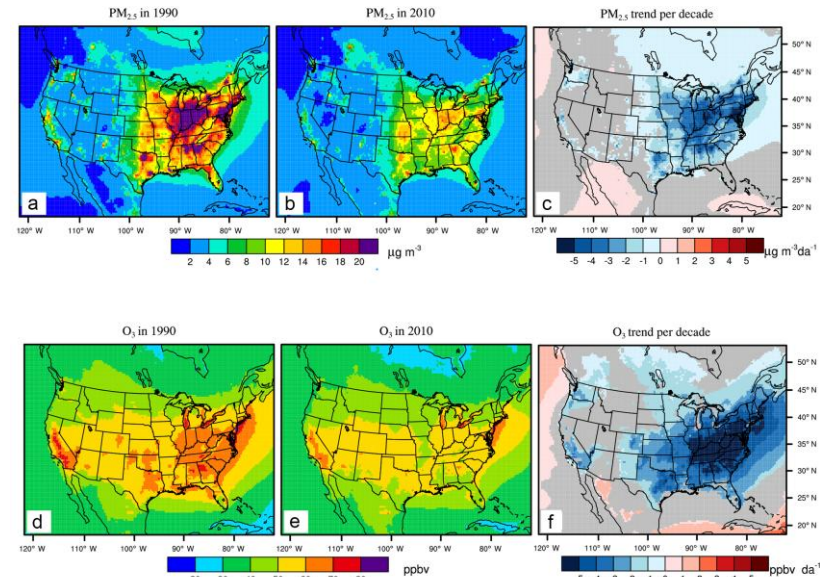 PM2.5 in 1990
PM2.5 in 2010
PM2.5 trend per decade
50° N
45° N
40° N
35° N
30° N
25° N
20° N
a
b
c
120° W 110° W 100° W 90° W 80° W
120° W 110° W 100° W 90° W 80° W
120° W 110° W 100° W 90° W 80° W
2 4 6 8 10 12 14 16 18 20
μg m-3
-5 -4 -3 -2 -1 0 1 2 3 4 5
μg m-3da-1
O3 in 1990
O3 in 2010
O3 trend per decade
50° N
45° N
40° N
35° N
30° N
25° N
20° N
d
e
f
120° W 110° W 100° W 90° W 80° W
120° W 110° W 100° W 90° W 80° W
120° W 110° W 100° W 90° W 80° W
ppbv
ppbv da-1